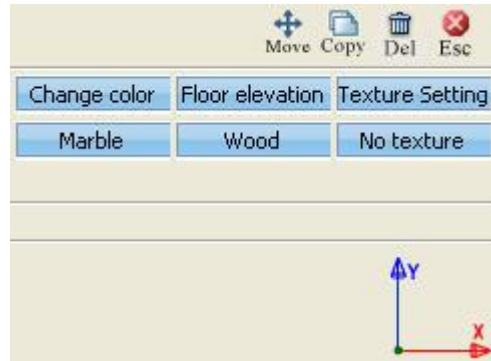 Move Copy Del Esc
Change color Floor elevation Texture Setting
Marble Wood No texture
Y
X